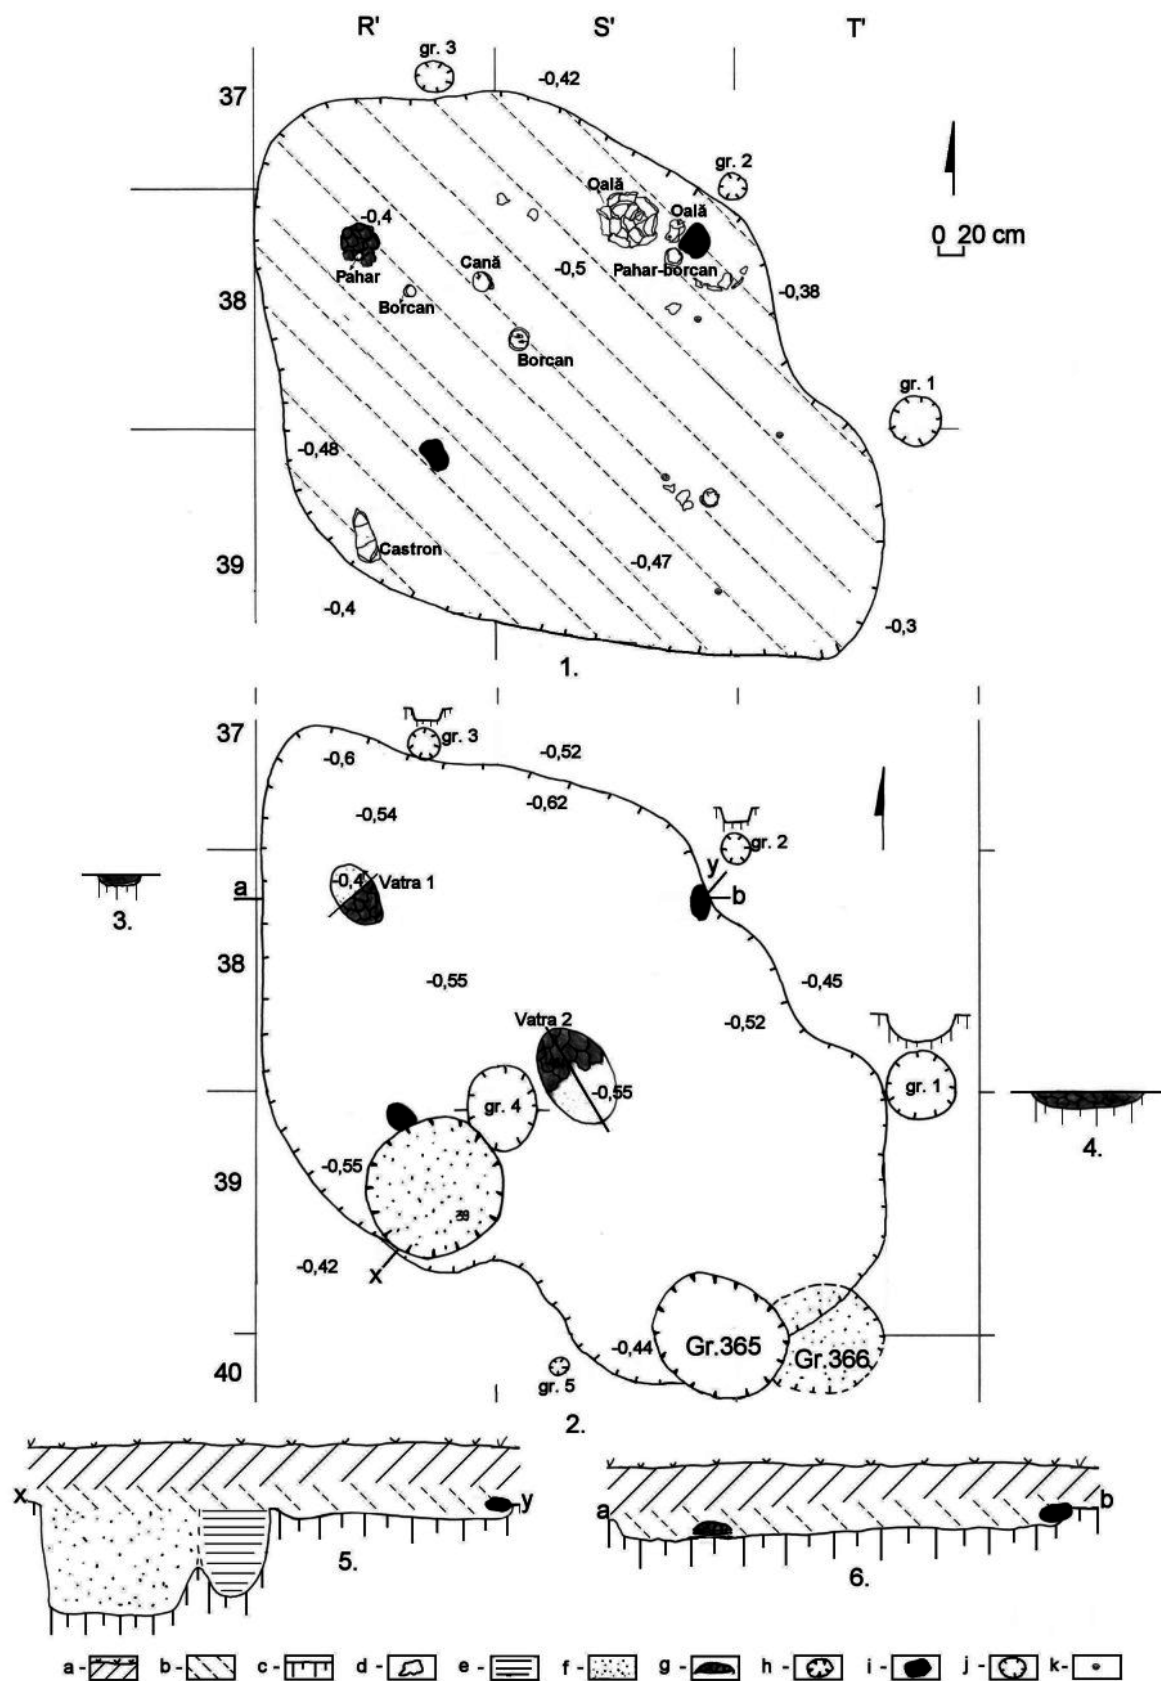 R' S' T'
gr. 3
37
-0,42
gr. 2
Oală
Oală
-0,4
0 20 cm
Cană
-0,5
Pahar-borcan
Pahar
-0,38
38
Borcan
Borcan
gr. 1
-0,48
Castron
-0,47
39
-0,4
-0,3
1.
37
gr. 3
-0,6
-0,52
-0,62
-0,54
gr. 2
y
a
-0,4
Vatra 1
b
3.
38
-0,55
-0,45
Vatra 2
-0,52
gr. 1
-0,55
gr. 4
4.
-0,55
39
x
-0,42
-0,44
Gr.365
Gr.366
40
gr. 5
2.
x
y
a
b
5.
6.
a - b - c - d - e - f - g - h - i - j - k -